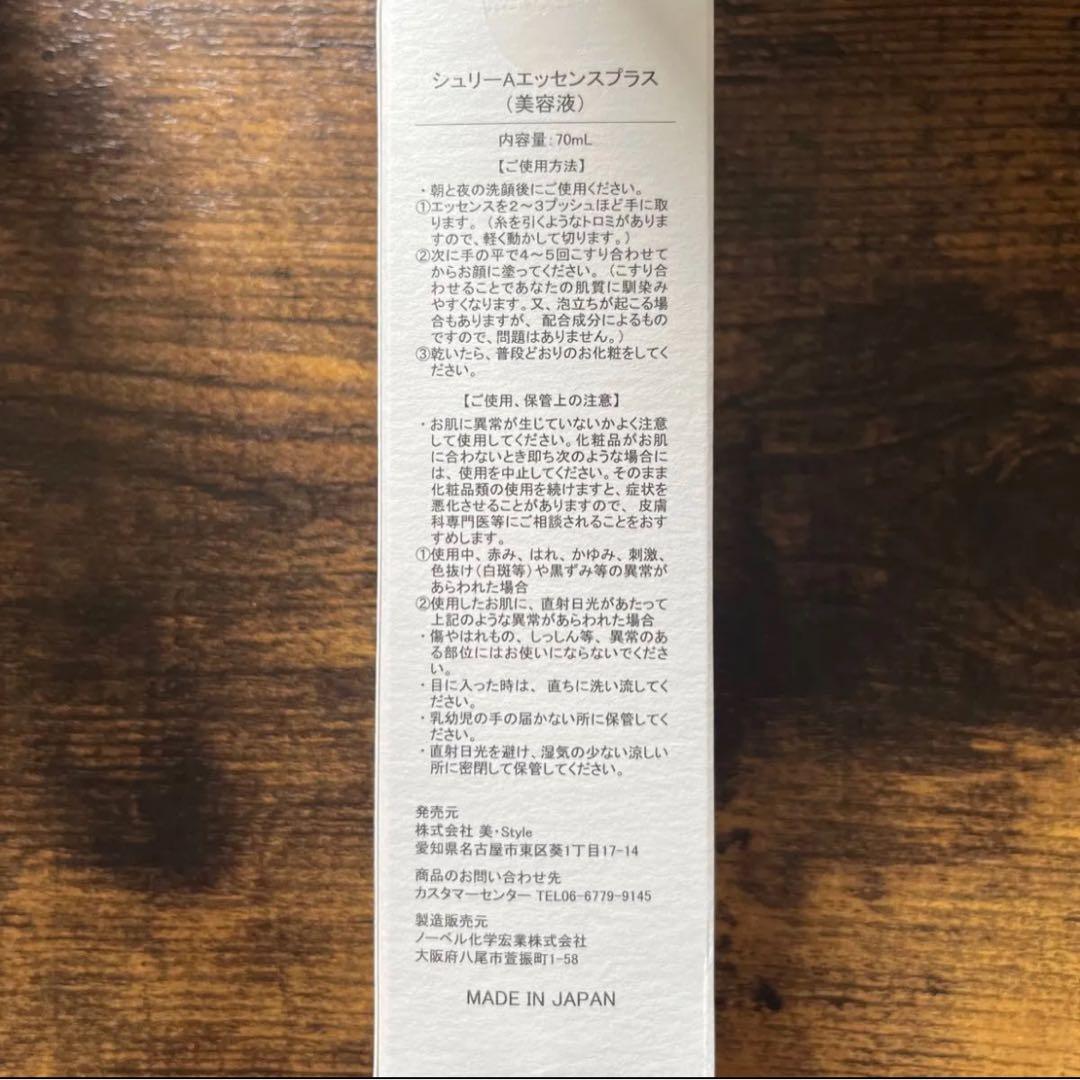 シュリーAエッセンスプラス
（美容液）
内容量：70mL
【ご使用方法】
・朝と夜の洗顔後にご使用ください。
①エッセンスを2～3プッシュほど手に取
ります。（糸を引くようなトロミがありま
すので、軽く動かして切ります。）
②次に手の平で4～5回こすり合わせて
からお顔に塗ってください。（こすり合
わせることであなたの肌質に馴染み
やすくなります。又、泡立ちが起こる場
合もありますが、配合成分によるもの
ですので、問題はありません。）
③乾いたら、普段どおりのお化粧をしてく
ださい。
【ご使用、保管上の注意】
・お肌に異常が生じていないかよく注意
して使用してください。化粧品がお肌
に合わないとき即ち次のような場合に
は、使用を中止してください。そのまま
化粧品類の使用を続けますと、症状を
悪化させることがありますので、皮膚
科専門医等にご相談されることをおす
すめします。
①使用中、赤み、はれ、かゆみ、刺激、
色抜け（白斑等）や黒ずみ等の異常が
あらわれた場合
②使用したお肌に、直射日光があたって
上記のような異常があらわれた場合
・傷やはれもの、しっしん等、異常のあ
る部位にはお使いにならないでくださ
い。
・目に入った時は、直ちに洗い流してく
ださい。
・乳幼児の手の届かない所に保管してく
ださい。
・直射日光を避け、湿気の少ない涼しい
所に密閉して保管してください。
発売元
株式会社 美・Style
愛知県名古屋市東区葵1丁目17-14
商品のお問い合わせ先
カスタマーセンター TEL06-6779-9145
製造販売元
ノーベル化学宏業株式会社
大阪府八尾市萱振町1-58
MADE IN JAPAN